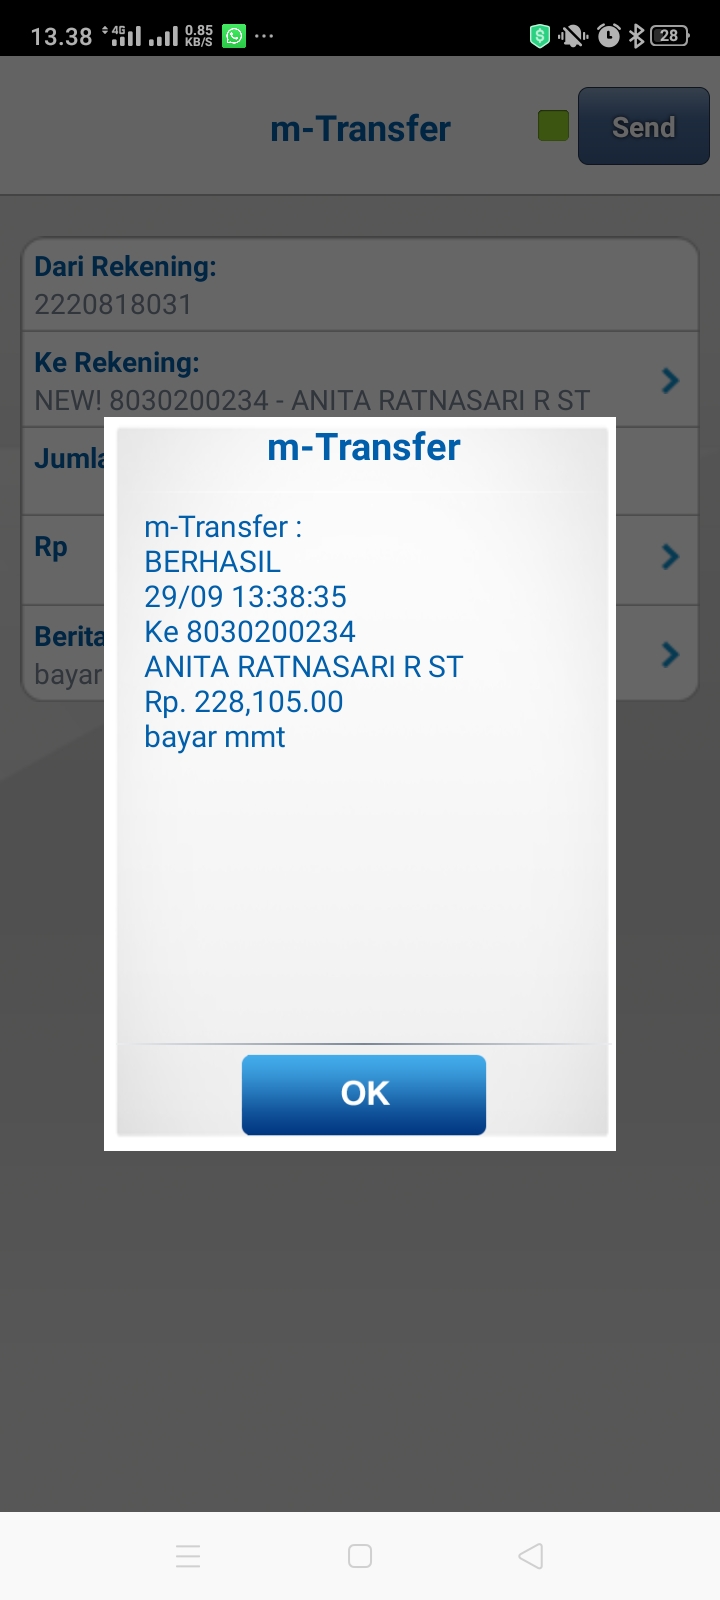 13.38 4G 0.85 KB/S 28
m-Transfer Send
Dari Rekening:
2220818031
Ke Rekening:
NEW! 8030200234 - ANITA RATNASARI R ST
Rp
bayar
m-Transfer
m-Transfer :
BERHASIL
29/09 13:38:35
Ke 8030200234
ANITA RATNASARI R ST
Rp. 228,105.00
bayar mmt
OK